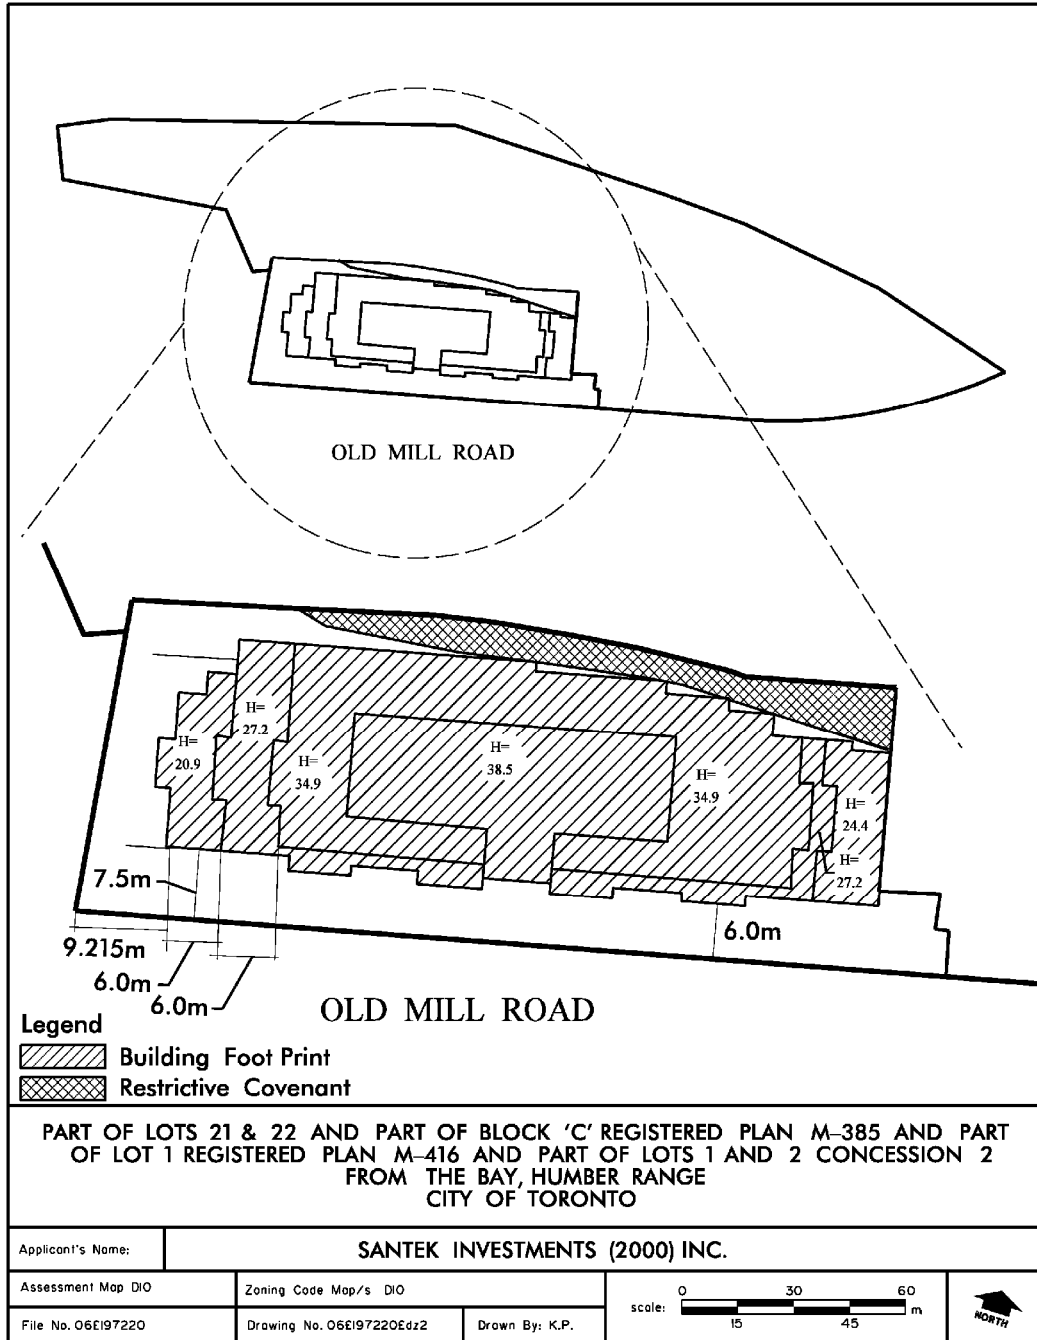 OLD MILL ROAD
H=
20.9
H=
27.2
H=
34.9
H=
38.5
H=
34.9
H=
24.4
H=
27.2
7.5m
9.215m
6.0m
6.0m
6.0m
OLD MILL ROAD
Legend
Building Foot Print
Restrictive Covenant
PART OF LOTS 21 & 22 AND PART OF BLOCK 'C' REGISTERED PLAN M-385 AND PART
OF LOT 1 REGISTERED PLAN M-416 AND PART OF LOTS 1 AND 2 CONCESSION 2
FROM THE BAY, HUMBER RANGE
CITY OF TORONTO
Applicant's Name:
SANTEK INVESTMENTS (2000) INC.
Assessment Map D10
Zoning Code Map/s D10
File No. 06E197220
Drawing No. 06E197220Edz2
Drawn By: K.P.
scale:
0 30 60
m
15 45
NORTH